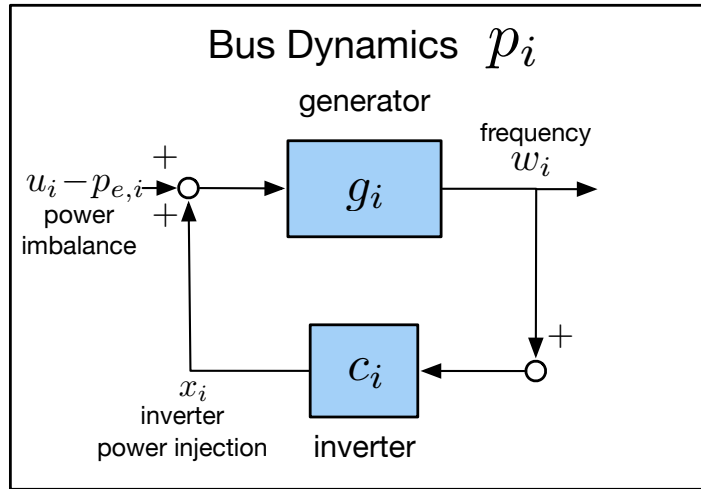 Bus Dynamics p_i
generator
frequency
w_i
+
u_i − p_{e,i}
+
power
imbalance
g_i
+
c_i
x_i
inverter
power injection
inverter